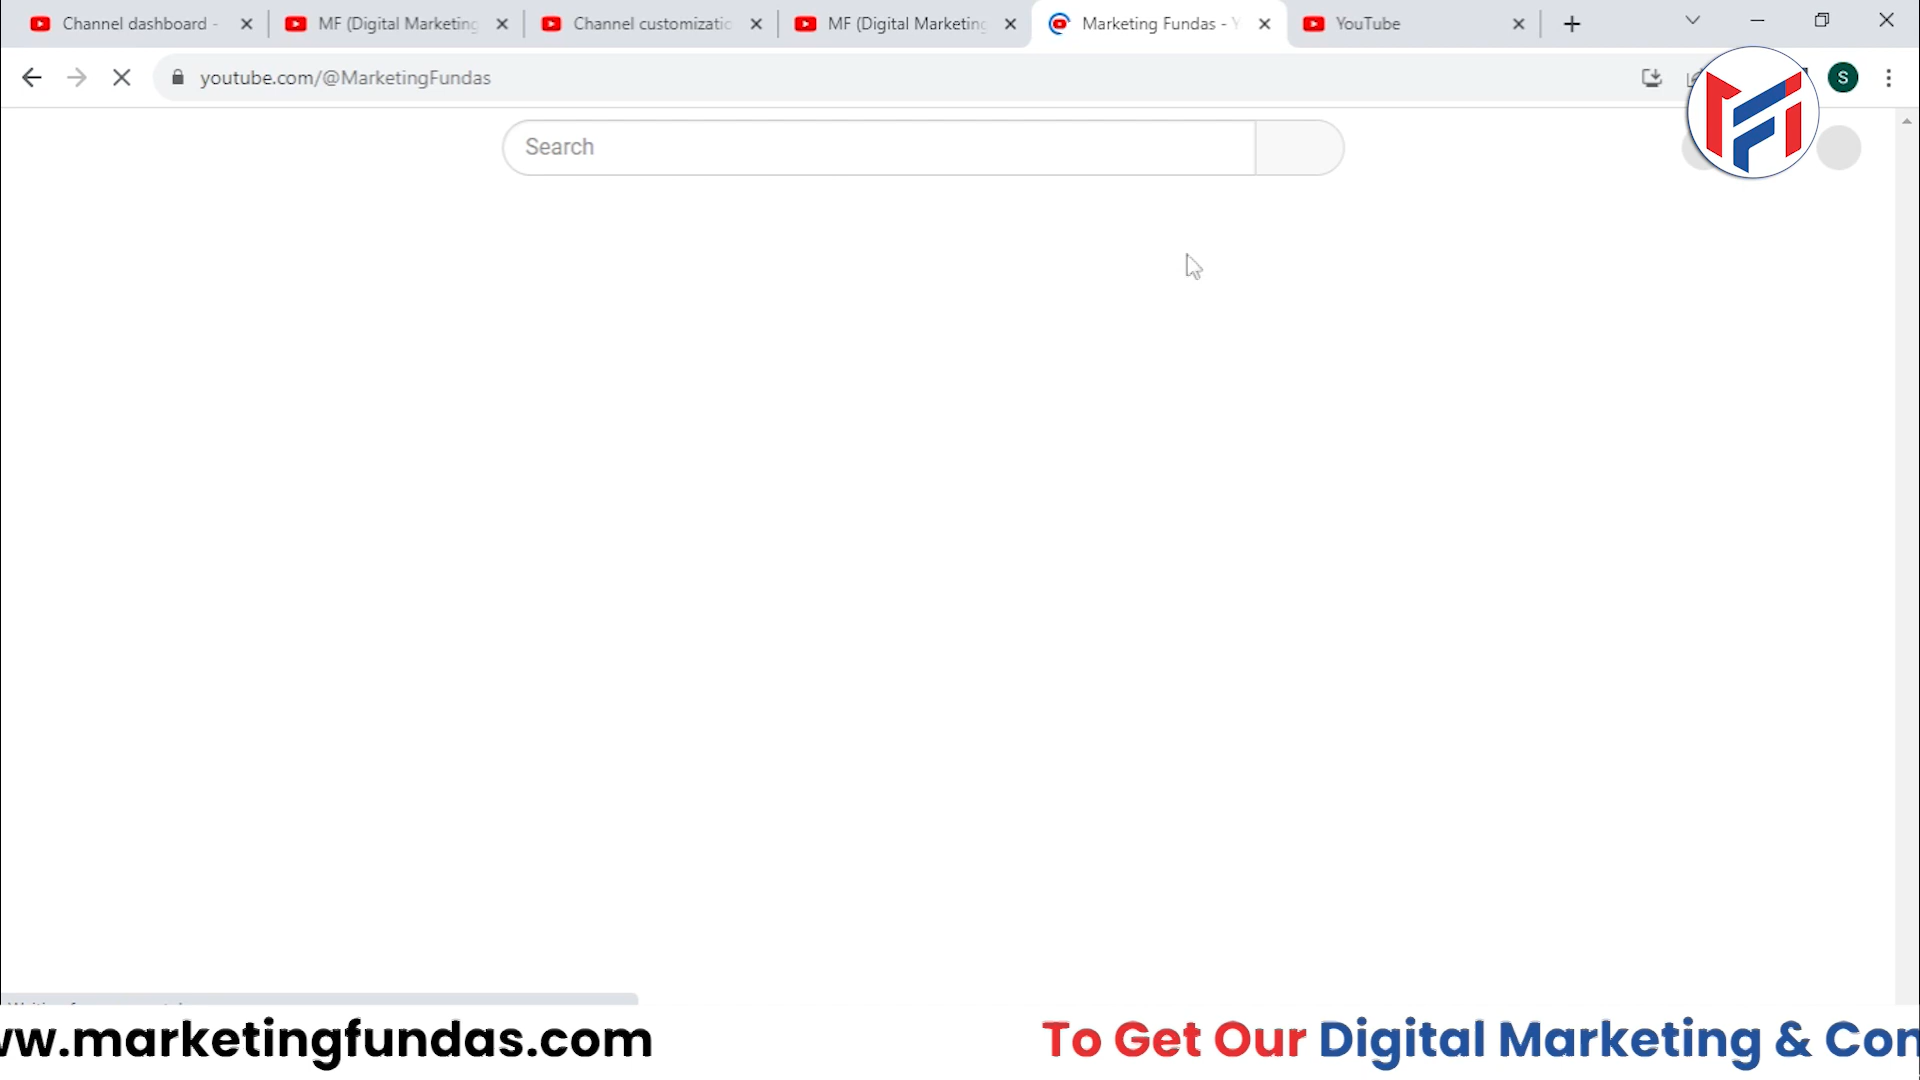 Channel dashboard -
MF (Digital Marketing
Channel customizatio
MF (Digital Marketing
Marketing Fundas - Y
YouTube
youtube.com/@MarketingFundas
S
Search
ww.marketingfundas.com
To Get Our Digital Marketing & Con